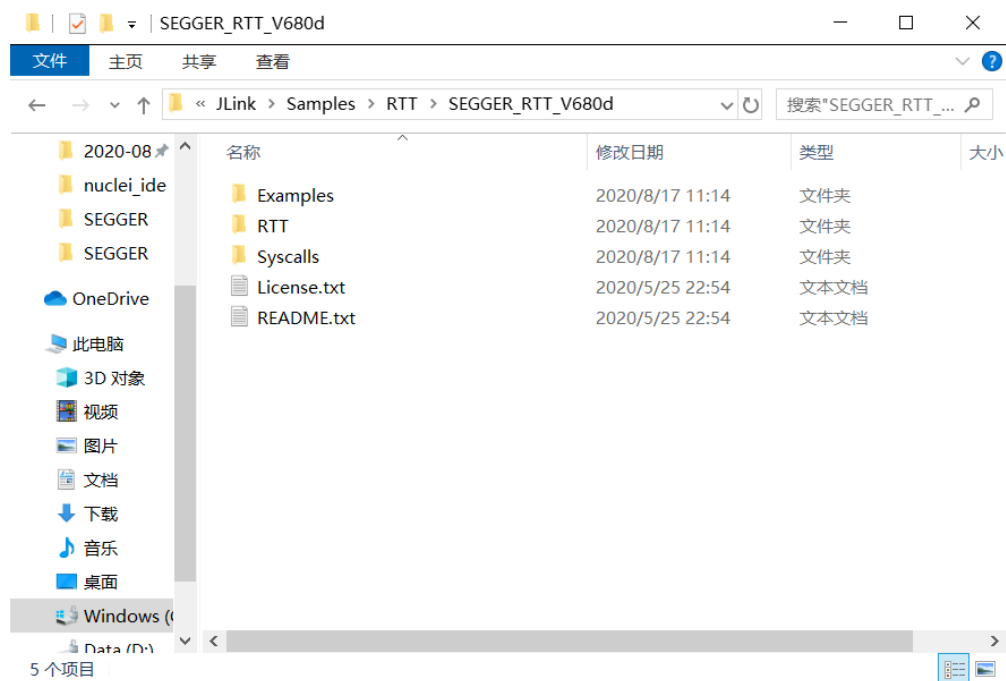 SEGGER_RTT_V680d
文件 主页 共享 查看
« JLink > Samples > RTT > SEGGER_RTT_V680d 搜索"SEGGER_RTT_...
名称 修改日期 类型 大小
2020-08
nuclei_ide
SEGGER
SEGGER
OneDrive
此电脑
3D 对象
视频
图片
文档
下载
音乐
桌面
Windows (
Data (D:)
Examples 2020/8/17 11:14 文件夹
RTT 2020/8/17 11:14 文件夹
Syscalls 2020/8/17 11:14 文件夹
License.txt 2020/5/25 22:54 文本文档
README.txt 2020/5/25 22:54 文本文档
5 个项目